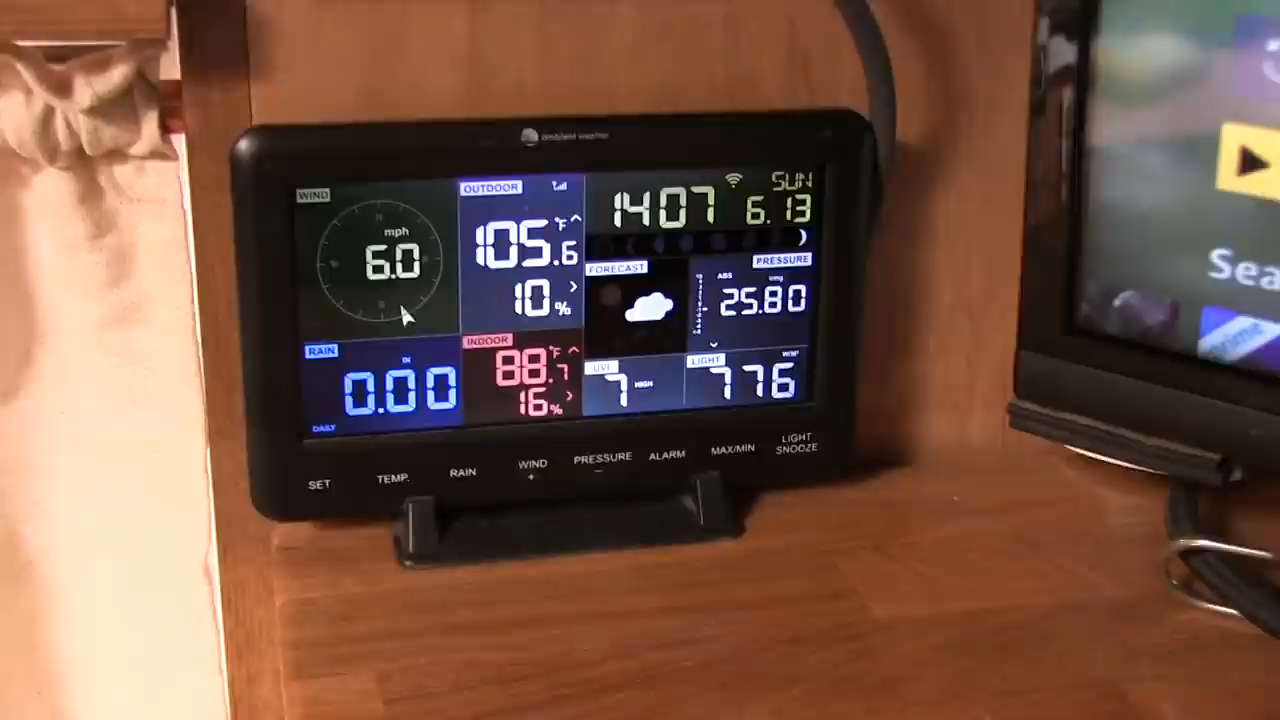 ambient weather
WIND
mph
6.0
OUTDOOR
105.6 °F
10 %
1407
SUN
6.13
FORECAST
PRESSURE
ABS
25.80
RAIN
IN
0.00
DAILY
INDOOR
88.7 °F
16 %
UVI
7 HIGH
LIGHT
W/M²
776
SET
TEMP.
RAIN
WIND
+
PRESSURE
−
ALARM
MAX/MIN
LIGHT
SNOOZE
Sea
prime